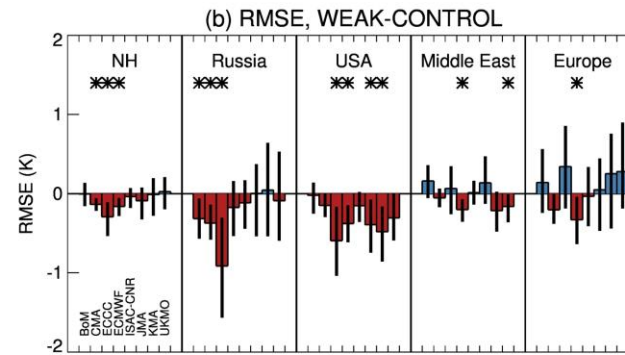 (b) RMSE, WEAK-CONTROL
2
NH
Russia
USA
Middle East
Europe
1
RMSE (K)
0
-1
BoM
CMA
ECCC
ECMWF
ISAC-CNR
JMA
KMA
UKMO
-2